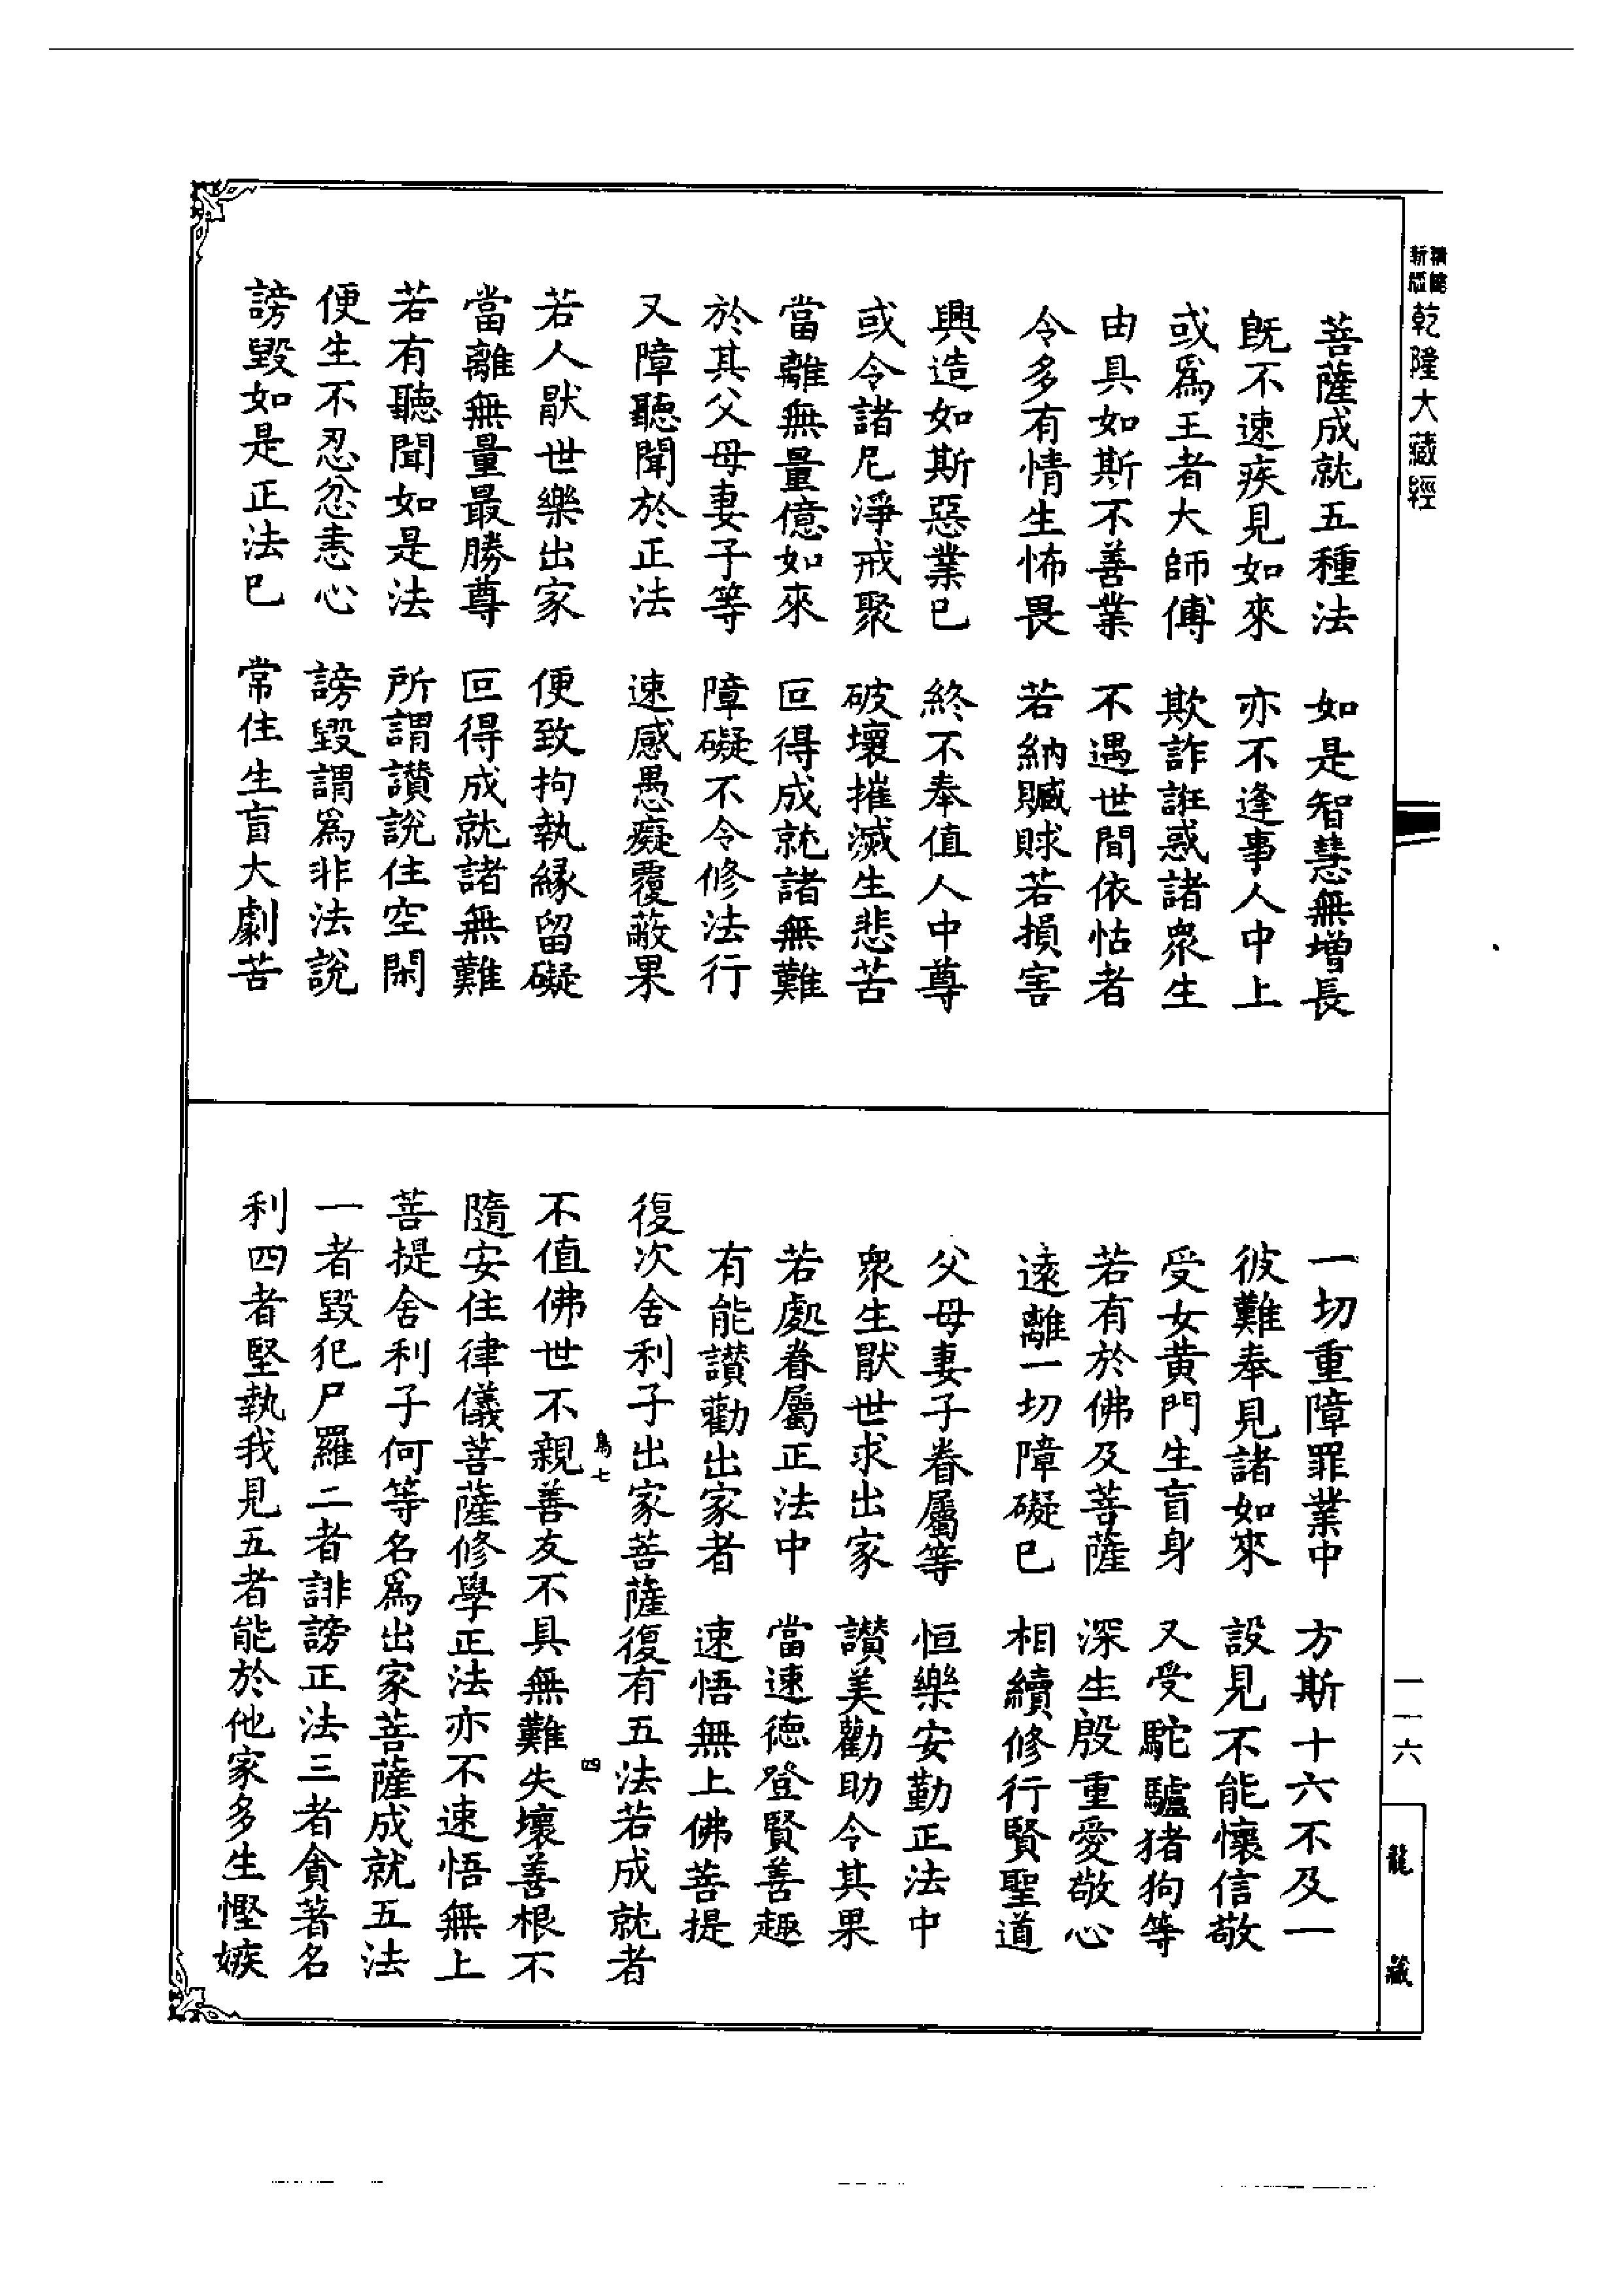 乾隆大藏經
菩薩成就五種法　如是智慧無增長
旣不速疾見如來　亦不逢事人中上
或爲王者大師傅　欺詐誑惑諸衆生
由具如斯不善業　不遇世間依怙者
令多有情生怖畏　若納贓賕若損害
興造如斯惡業已　終不奉值人中尊
或令諸尼淨戒聚　破壞摧滅生悲苦
當離無量億如來　叵得成就諸無難
於其父母妻子等　障礙不令修法行
又障聽聞於正法　速感愚癡覆蔽果
若人猒世樂出家　便致拘執緣留礙
當離無量最勝尊　叵得成就諸無難
若有聽聞如是法　所謂讚說住空閑
便生不忍忿恚心　謗毀謂爲非法說
謗毀如是正法已　常住生盲大劇苦
一切重障罪業中　方斯十六不及一
彼難奉見諸如來　設見不能懷信敬
受女黃門生盲身　又受駝驢猪狗等
若有於佛及菩薩　深生殷重愛敬心
遠離一切障礙已　相續修行賢聖道
父母妻子眷屬等　恒樂安勤正法中
衆生猒世求出家　讚美勸助令其果
若處眷屬正法中　當速德登賢善趣
有能讚勸出家者　速悟無上佛菩提
復次舍利子出家菩薩復有五法若成就者
鳥七　四
不值佛世不親善友不具無難失壞善根不
隨安住律儀菩薩修學正法亦不速悟無上
菩提舍利子何等名爲出家菩薩成就五法
一者毀犯尸羅二者誹謗正法三者貪著名
利四者堅執我見五者能於他家多生慳嫉
一一六
龍藏